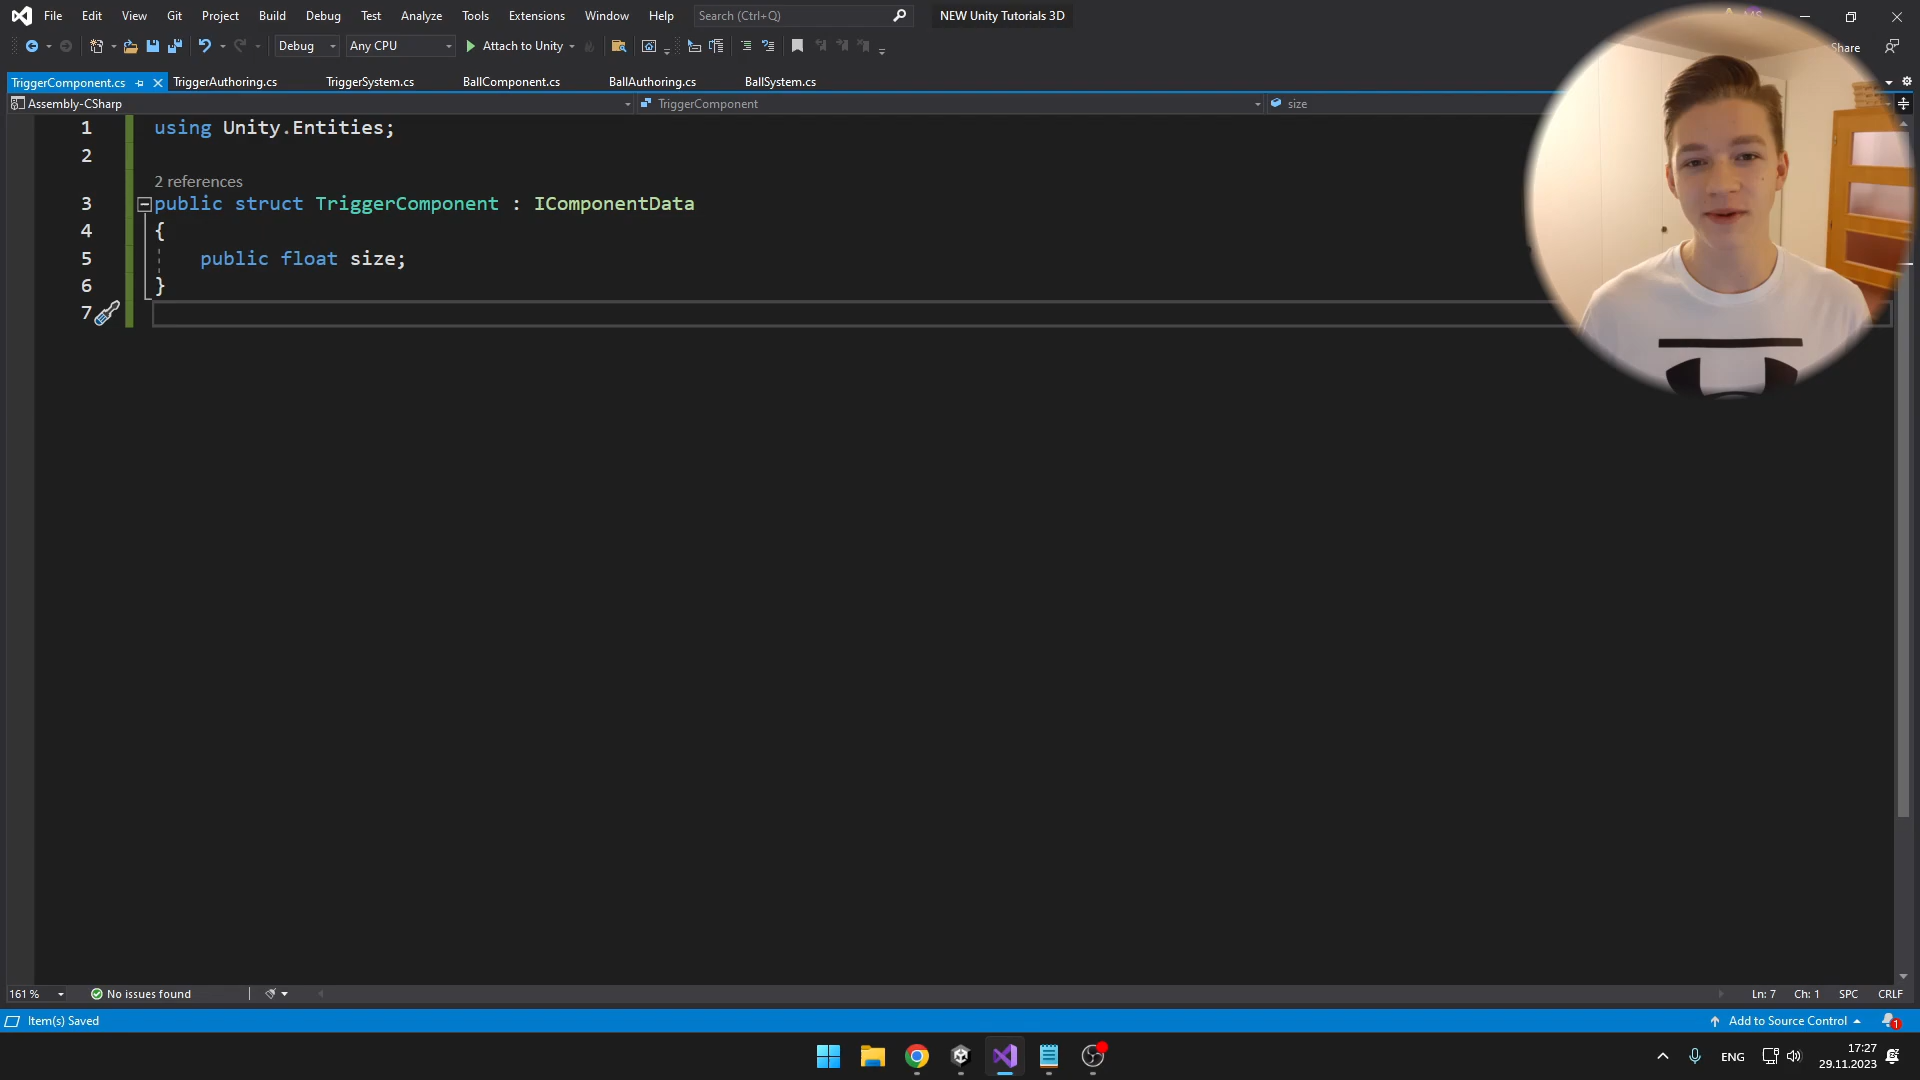 File Edit View Git Project Build Debug Test Analyze Tools Extensions Window Help Search (Ctrl+Q) NEW Unity Tutorials 3D
Debug Any CPU Attach to Unity Share
TriggerComponent.cs TriggerAuthoring.cs TriggerSystem.cs BallComponent.cs BallAuthoring.cs BallSystem.cs
Assembly-CSharp TriggerComponent size
1 using Unity.Entities;
2
2 references
3 public struct TriggerComponent : IComponentData
4 {
5 public float size;
6 }
7
161 % No issues found Ln: 7 Ch: 1 SPC CRLF
Item(s) Saved Add to Source Control 1
ENG 17:27
29.11.2023